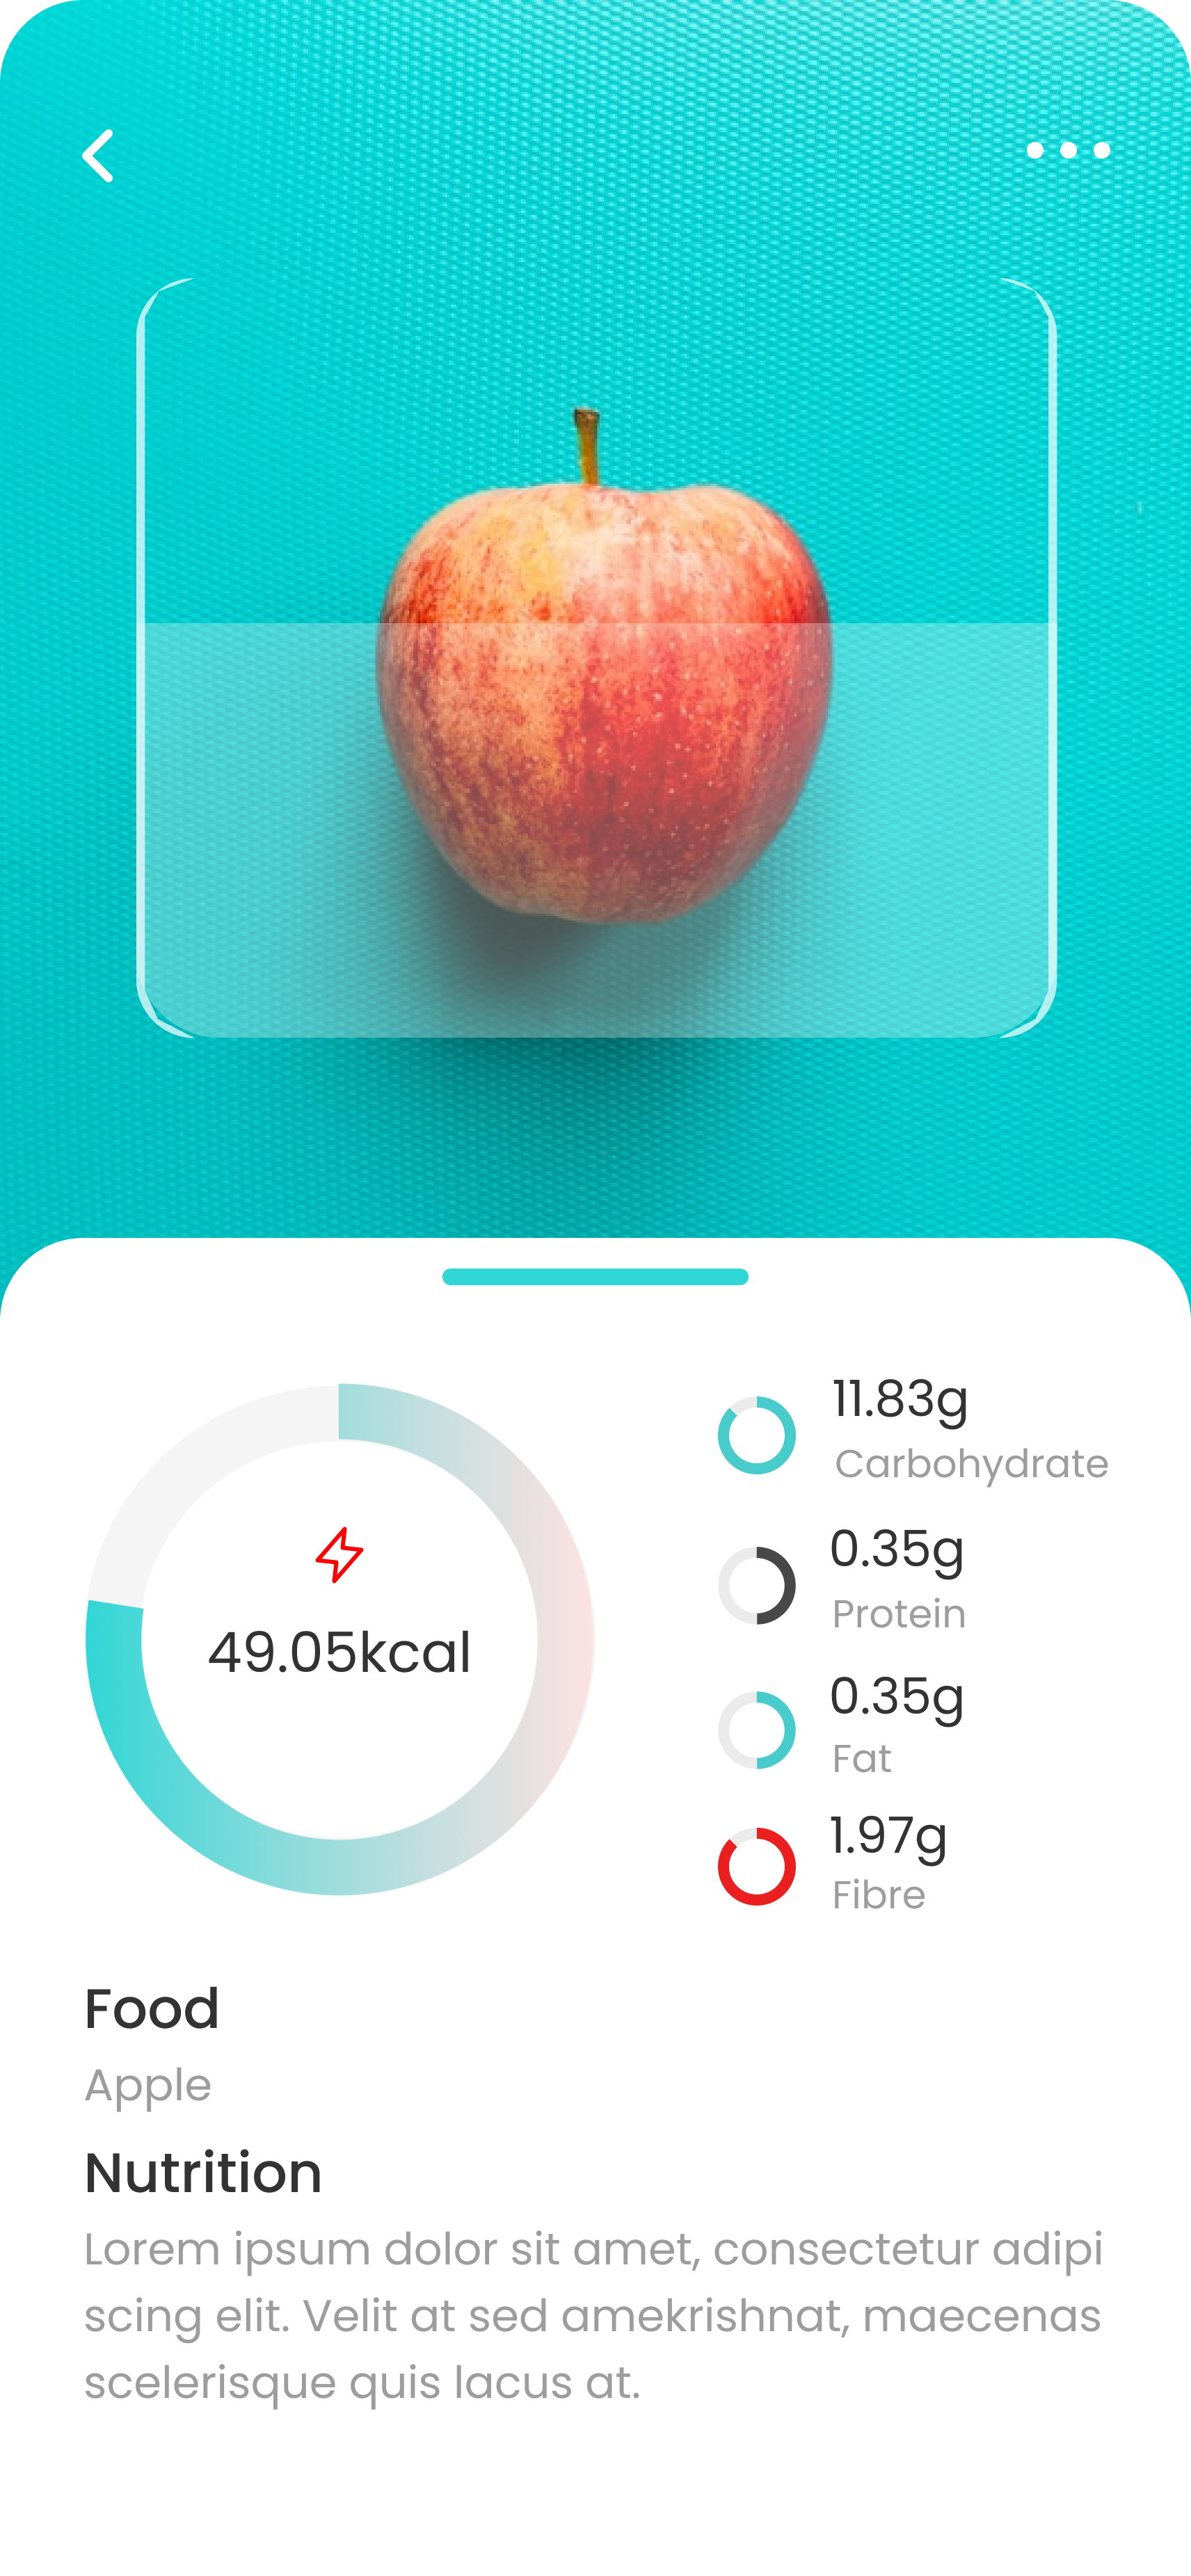 49.05kcal
11.83g
Carbohydrate
0.35g
Protein
0.35g
Fat
1.97g
Fibre
Food
Apple
Nutrition
Lorem ipsum dolor sit amet, consectetur adipi
scing elit. Velit at sed amekrishnat, maecenas
scelerisque quis lacus at.